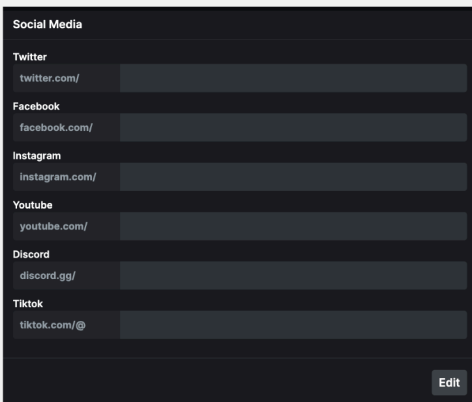 Social Media
Twitter
twitter.com/
Facebook
facebook.com/
Instagram
instagram.com/
Youtube
youtube.com/
Discord
discord.gg/
Tiktok
tiktok.com/@
Edit